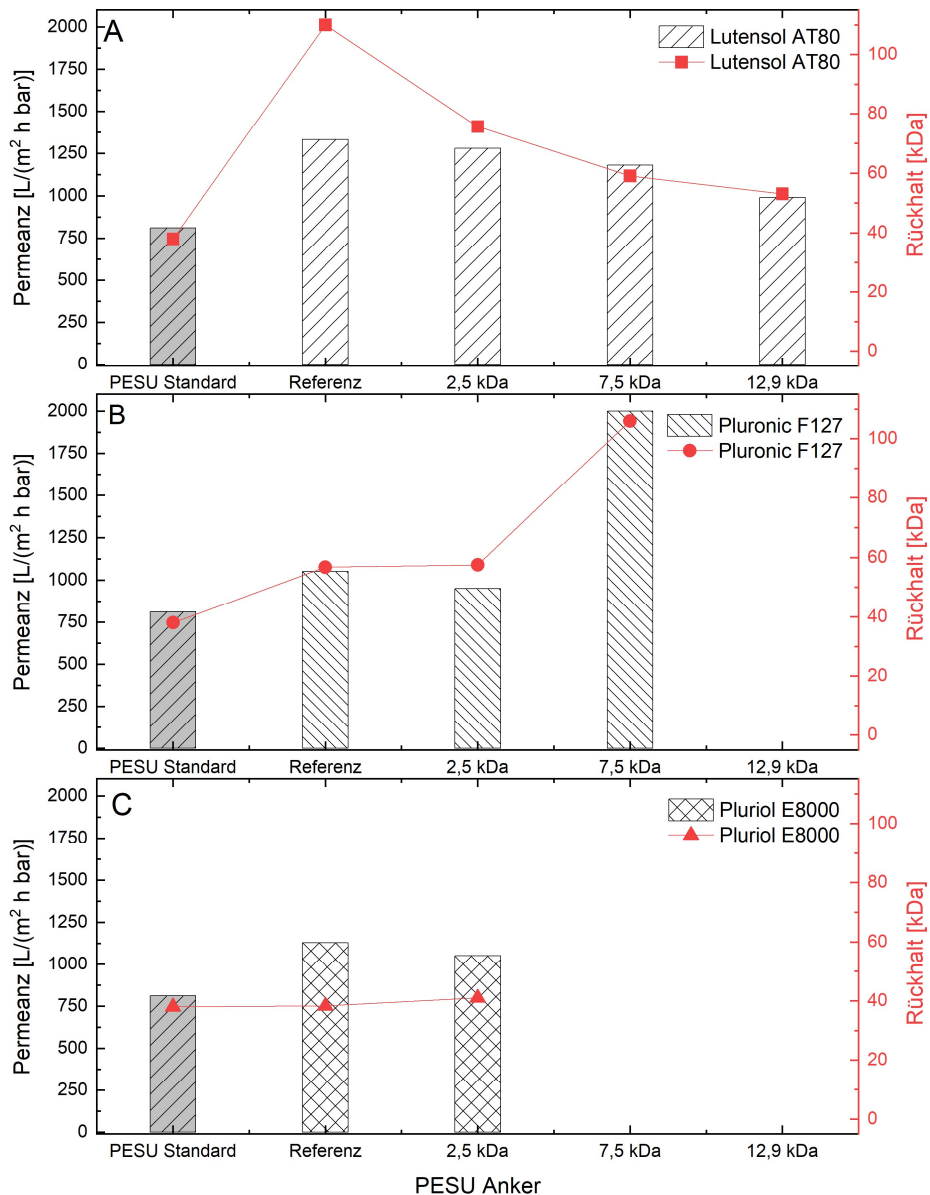 A
Lutensol AT80
Lutensol AT80
Permeanz [L/(m² h bar)]
2000
1750
1500
1250
1000
750
500
250
0
Rückhalt [kDa]
100
80
60
40
20
0
PESU Standard Referenz 2,5 kDa 7,5 kDa 12,9 kDa
B
Pluronic F127
Pluronic F127
Permeanz [L/(m² h bar)]
2000
1750
1500
1250
1000
750
500
250
0
Rückhalt [kDa]
100
80
60
40
20
0
PESU Standard Referenz 2,5 kDa 7,5 kDa 12,9 kDa
C
Pluriol E8000
Pluriol E8000
Permeanz [L/(m² h bar)]
2000
1750
1500
1250
1000
750
500
250
0
Rückhalt [kDa]
100
80
60
40
20
0
PESU Standard Referenz 2,5 kDa 7,5 kDa 12,9 kDa
PESU Anker